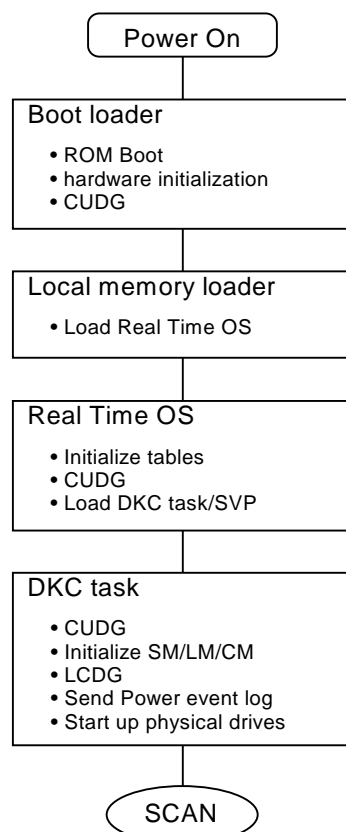 Power On
Boot loader
• ROM Boot
• hardware initialization
• CUDG
Local memory loader
• Load Real Time OS
Real Time OS
• Initialize tables
• CUDG
• Load DKC task/SVP
DKC task
• CUDG
• Initialize SM/LM/CM
• LCDG
• Send Power event log
• Start up physical drives
SCAN